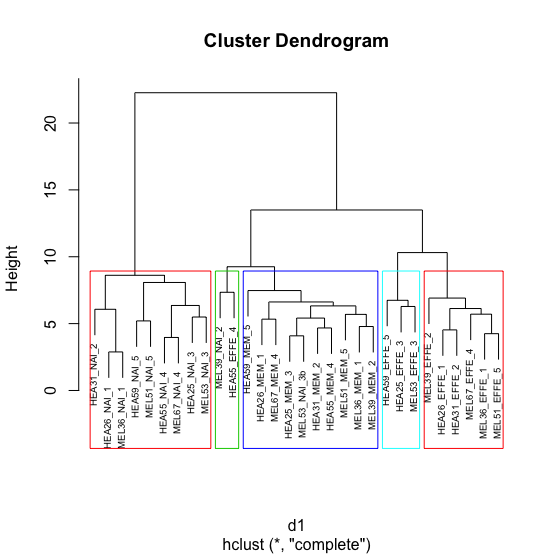 Cluster Dendrogram
Height
0
5
10
15
20
HEA31_NAI_2
HEA26_NAI_1
MEL36_NAI_1
HEA59_NAI_5
MEL51_NAI_5
HEA55_NAI_4
MEL67_NAI_4
HEA25_NAI_3
MEL53_NAI_3
MEL39_NAI_2
HEA55_EFFE_4
HEA59_MEM_5
HEA26_MEM_1
MEL67_MEM_4
HEA25_MEM_3
MEL53_NAI_3b
HEA31_MEM_2
HEA55_MEM_4
MEL51_MEM_5
MEL36_MEM_1
MEL39_MEM_2
HEA59_EFFE_5
HEA25_EFFE_3
MEL53_EFFE_3
MEL39_EFFE_2
HEA26_EFFE_1
HEA31_EFFE_2
MEL67_EFFE_4
MEL36_EFFE_1
MEL51_EFFE_5
d1
hclust (*, "complete")